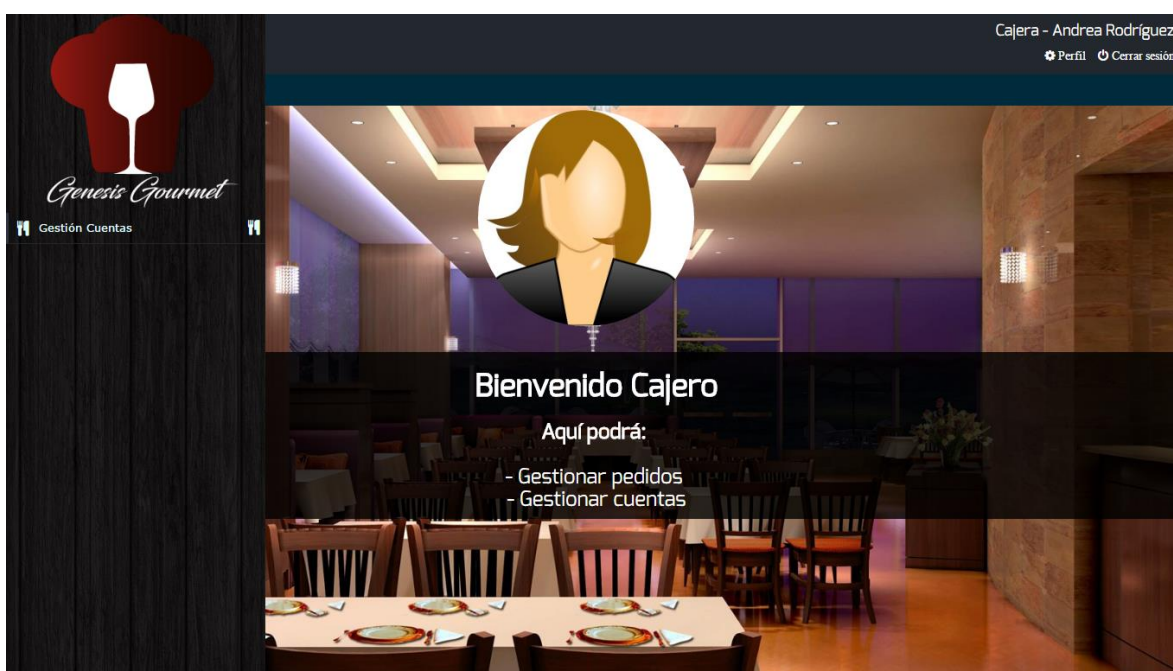 Cajera - Andrea Rodríguez
Perfil Cerrar sesión
Genesis Gourmet
Gestión Cuentas
Bienvenido Cajero
Aquí podrá:
- Gestionar pedidos
- Gestionar cuentas